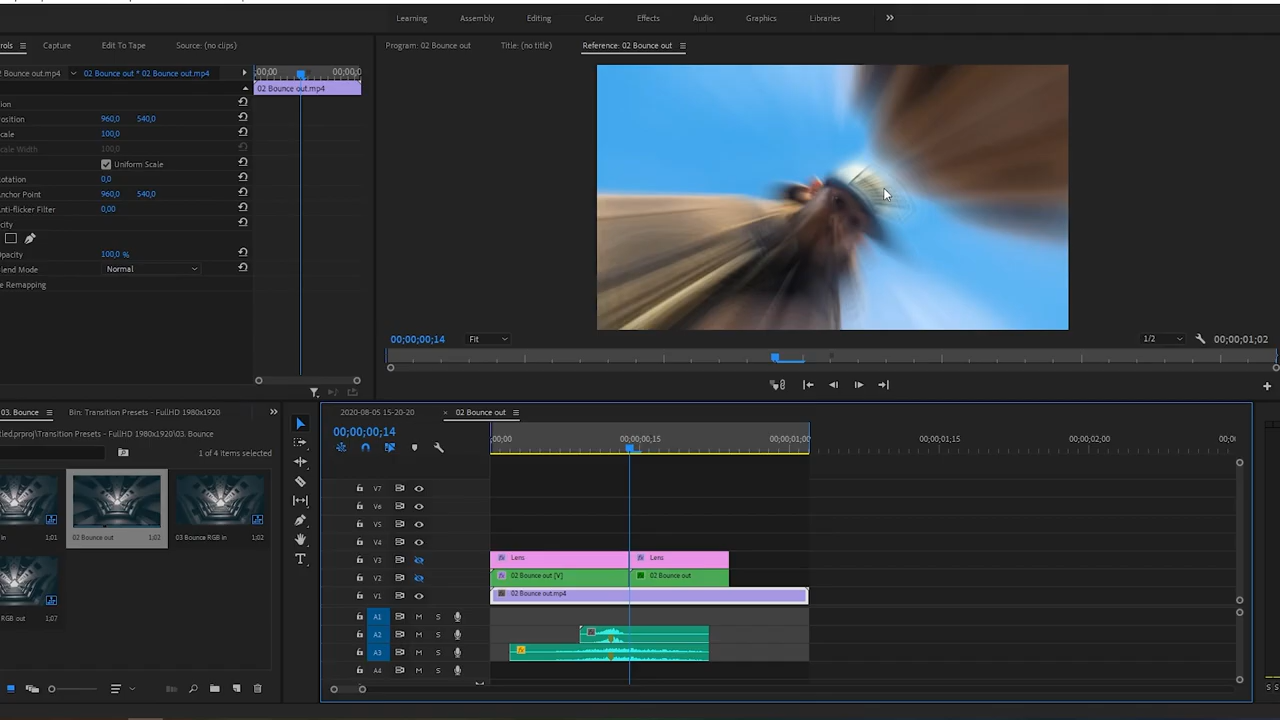 Learning Assembly Editing Color Effects Audio Graphics Libraries
rols Capture Edit To Tape Source: (no clips) Program: 02 Bounce out Title: (no title) Reference: 02 Bounce out
02 Bounce out.mp4 02 Bounce out * 02 Bounce out.mp4 ;00;00 00;00;0
02 Bounce out.mp4
ion
osition 960,0 540,0
cale 100,0
cale Width 100,0
Uniform Scale
otation 0,0
nchor Point 960,0 540,0
nti-flicker Filter 0,00
city
Opacity 100,0 %
lend Mode Normal
e Remapping
00;00;00;14 Fit 1/2 00;00;01;02
03. Bounce Bin: Transition Presets - FullHD 1980x1920 2020-08-05 15-20-20 × 02 Bounce out
00;00;00;14
tled.prproj\Transition Presets - FullHD 1980x1920\03. Bounce
;00;00 00;00;00;15 00;00;01;00 00;00;01;15 00;00;02;00 00;0
1 of 4 items selected
in 1;01 02 Bounce out 1;02 03 Bounce RGB in 1;02
RGB out 1;07
V7
V6
V5
V4
V3 Lens Lens
V2 02 Bounce out [V] 02 Bounce out
V1 02 Bounce out.mp4
A1 M S
A2 M S
A3 M S fx
A4 M S
S S